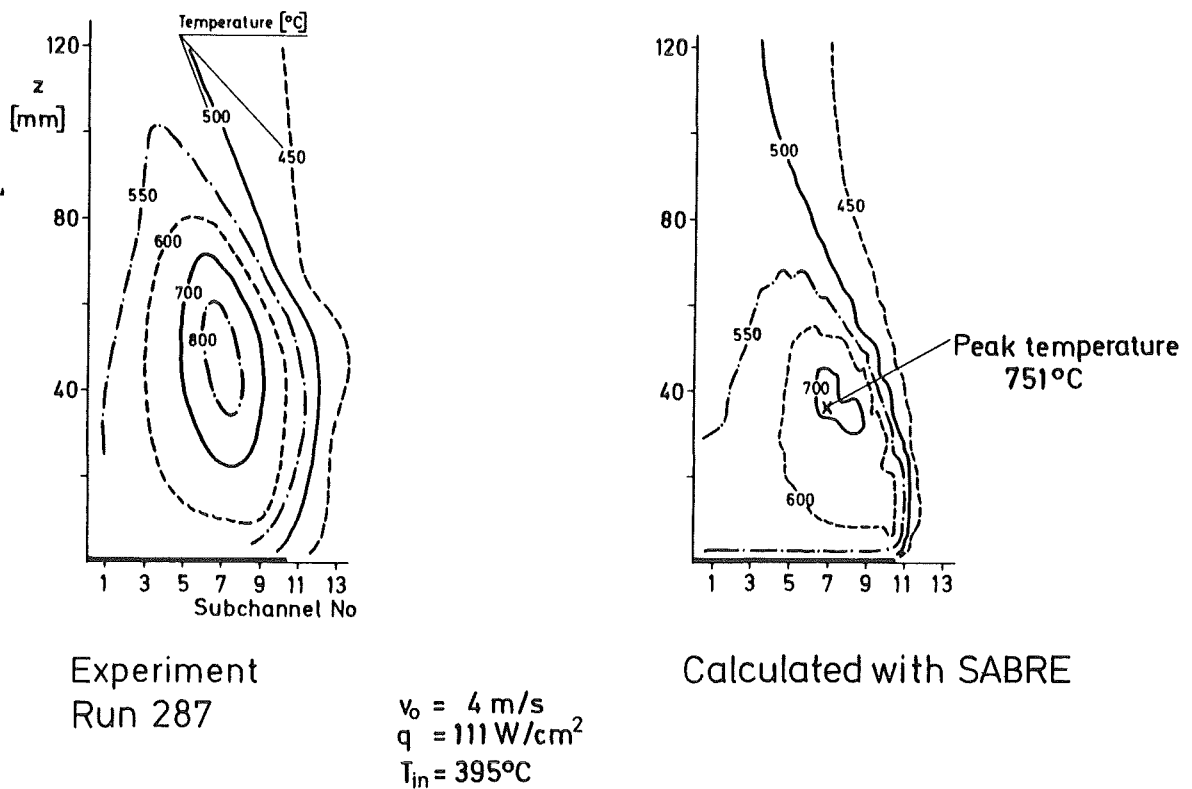 Temperature [°C]
120
z
[mm]
500
450
550
80
600
700
800
40
1 3 5 7 9 11 13
Subchannel No
120
500
450
80
550
Peak temperature
751°C
40
700
600
1 3 5 7 9 11 13
Experiment
Run 287
Calculated with SABRE
v₀ = 4 m/s
q = 111 W/cm²
Tin = 395°C